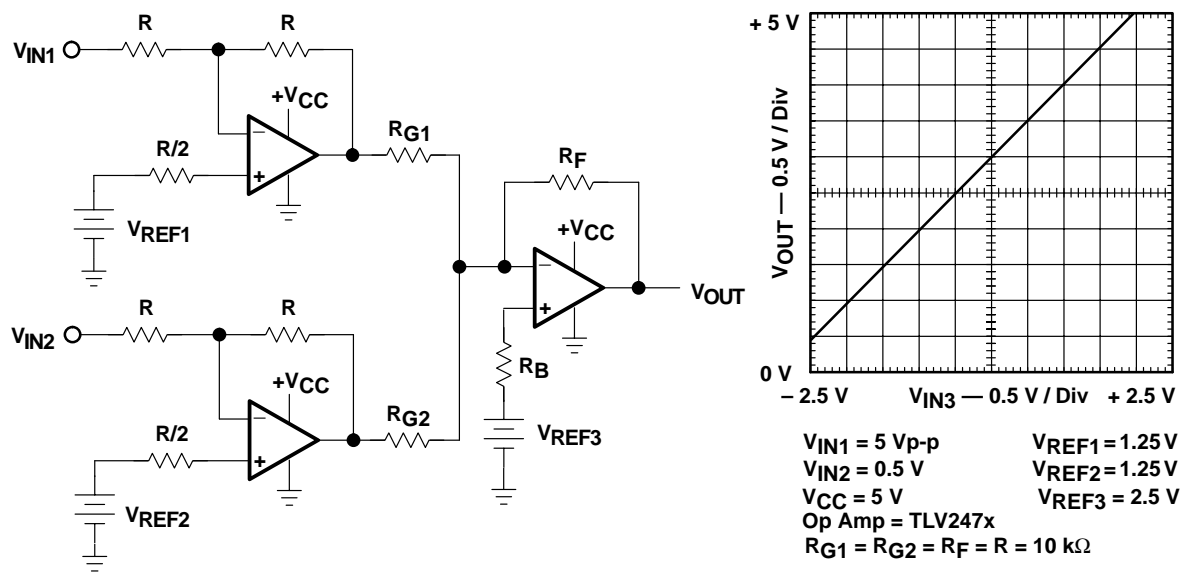 R
R
VIN1
+VCC
–
+
RG1
R/2
VREF1
RF
+VCC
–
+
VOUT
RB
VREF3
R
R
VIN2
+VCC
–
+
RG2
R/2
VREF2
+ 5 V
VOUT — 0.5 V / Div
0 V
– 2.5 V
VIN3 — 0.5 V / Div
+ 2.5 V
VIN1 = 5 Vp-p
VREF1 = 1.25 V
VIN2 = 0.5 V
VREF2 = 1.25 V
VCC = 5 V
VREF3 = 2.5 V
Op Amp = TLV247x
RG1 = RG2 = RF = R = 10 kΩ